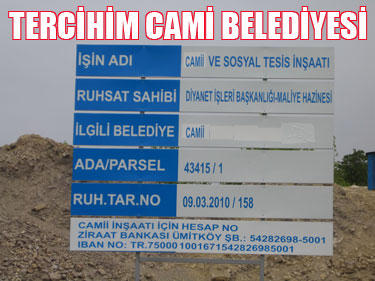 TERCİHİM CAMİ BELEDİYESİ
İŞİN ADI CAMİİ VE SOSYAL TESİS İNŞAATI
RUHSAT SAHİBİ DİYANET İŞLERİ BAŞKANLIĞI-MALİYE HAZİNESİ
İLGİLİ BELEDİYE CAMİİ
ADA/PARSEL 43415 / 1
RUH.TAR.NO 09.03.2010 / 158
CAMİİ İNŞAATI İÇİN HESAP NO
ZİRAAT BANKASI ÜMİTKÖY ŞB.: 54282698-5001
IBAN NO: TR.750001001671542826985001